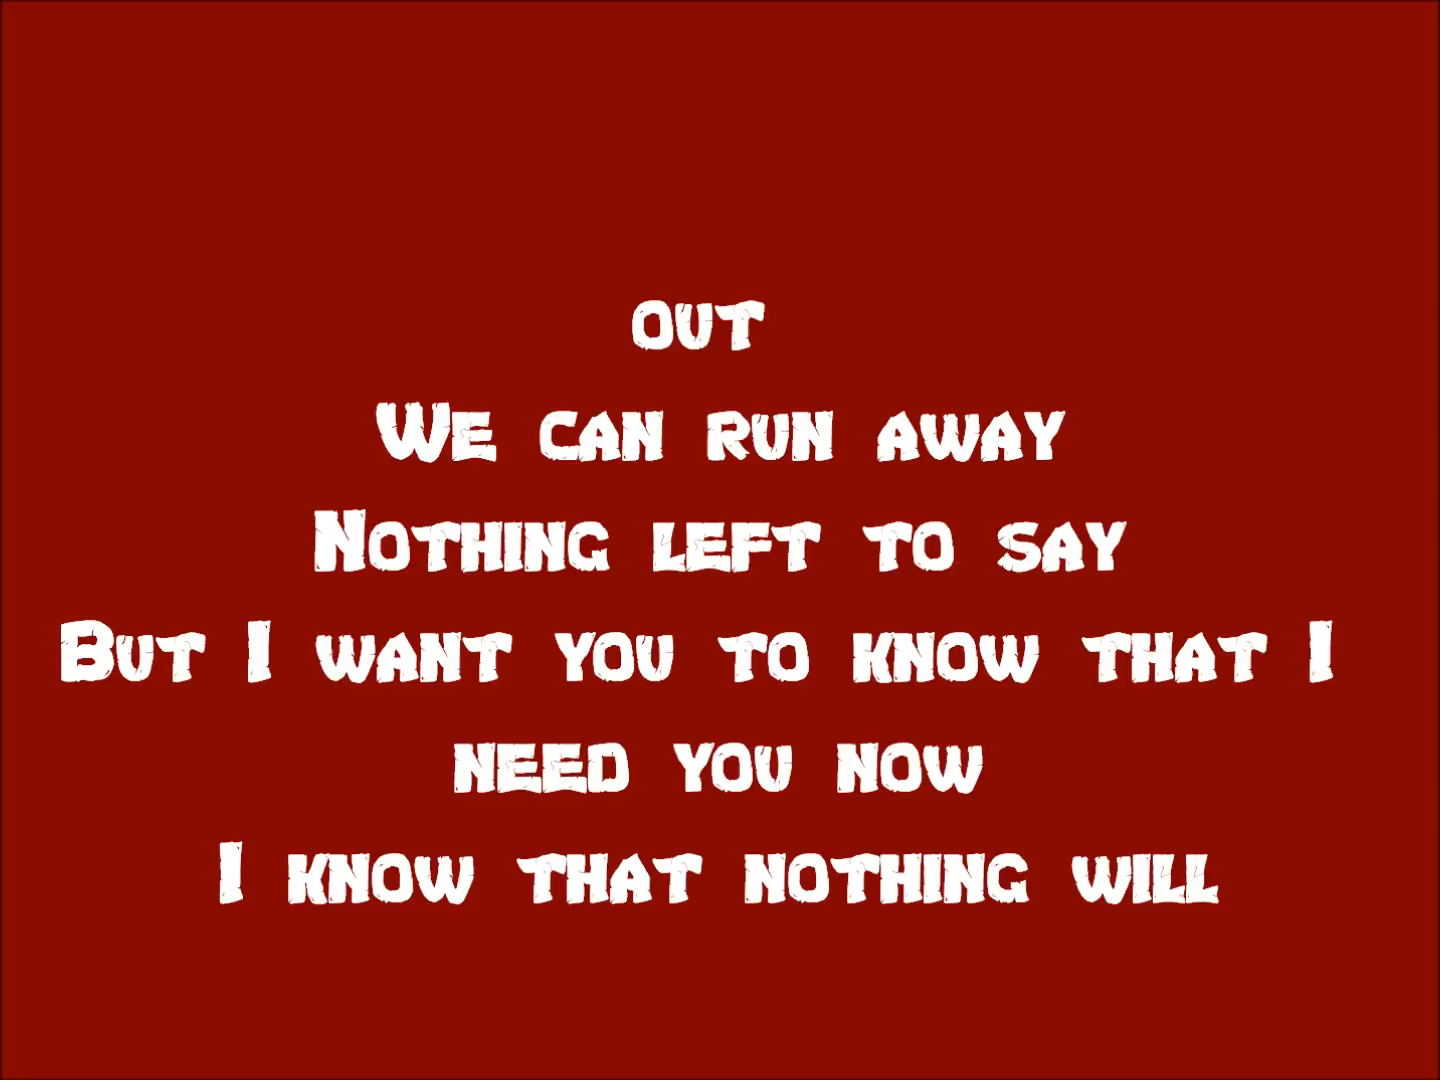 out
We can run away
Nothing left to say
But I want you to know that I
need you now
I know that nothing will